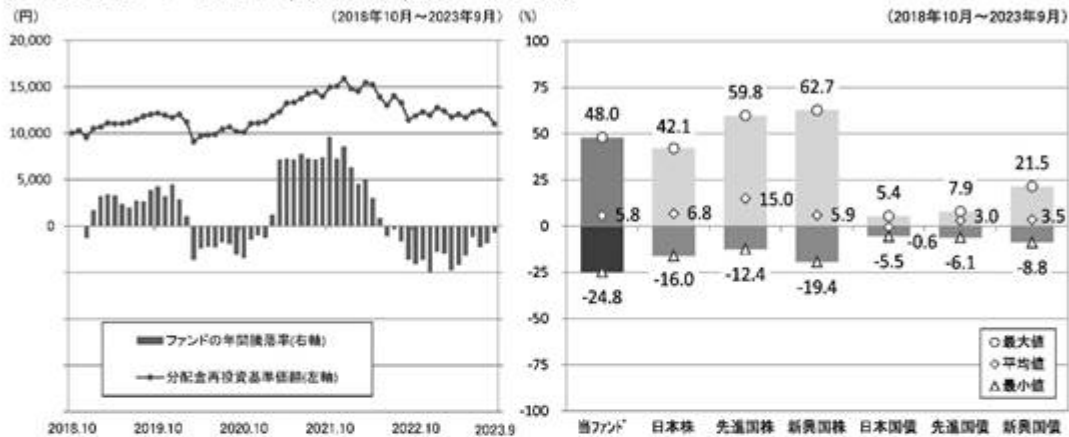 (円) (2018年10月～2023年9月)
20,000
15,000
10,000
5,000
0
ファンドの年間騰落率(右軸)
分配金再投資基準価額(左軸)
2018.10 2019.10 2020.10 2021.10 2022.10 2023.9
(%) (2018年10月～2023年9月)
100
75
50
25
0
-25
-50
-75
-100
48.0 42.1 59.8 62.7 5.4 7.9 21.5
5.8 6.8 15.0 5.9 -0.6 3.0 3.5
-24.8 -16.0 -12.4 -19.4 -5.5 -6.1 -8.8
最大値
平均値
最小値
当ファンド 日本株 先進国株 新興国株 日本国債 先進国債 新興国債